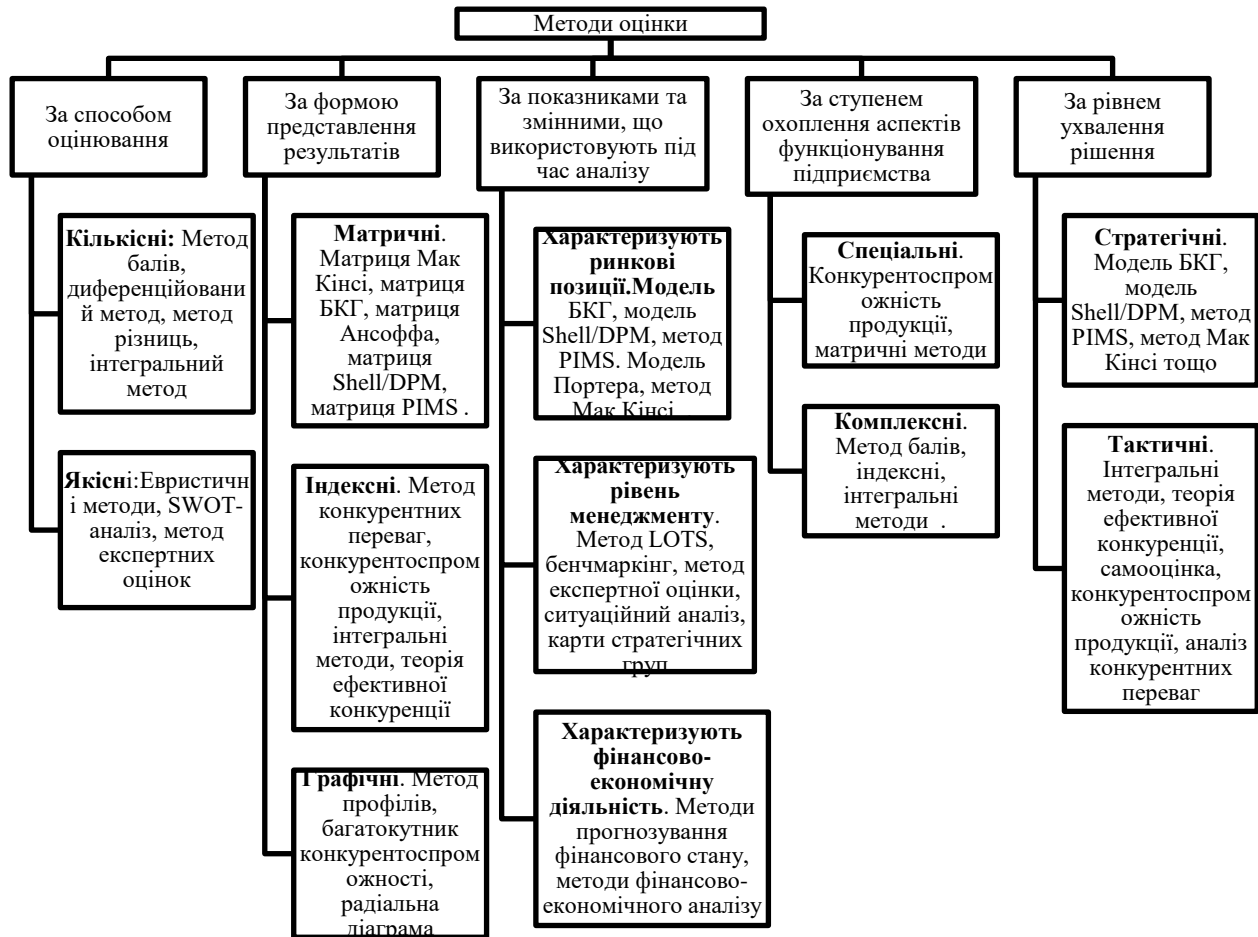 Методи оцінки
За способом
оцінювання
Кількісні: Метод
балів,
диференційовани
й метод, метод
різниць,
інтегральний
метод
Якісні:Евристичн
і методи, SWOT-
аналіз, метод
експертних
оцінок
За формою
представлення
результатів
Матричні.
Матриця Мак
Кінсі, матриця
БКГ, матриця
Ансоффа,
матриця
Shell/DPM,
матриця PIMS .
Індексні. Метод
конкурентних
переваг,
конкурентоспром
ожність
продукції,
інтегральні
методи, теорія
ефективної
конкуренції
Графічні. Метод
профілів,
багатокутник
конкурентоспром
ожності,
радіальна
діаграма
За показниками та
змінними, що
використовують під
час аналізу
Характеризують
ринкові
позиції.Модель
БКГ, модель
Shell/DPM, метод
PIMS. Модель
Портера, метод
Мак Кінсі
Характеризують
рівень
менеджменту.
Метод LOTS,
бенчмаркінг, метод
експертної оцінки,
ситуаційний аналіз,
карти стратегічних
груп
Характеризують
фінансово-
економічну
діяльність. Методи
прогнозування
фінансового стану,
методи фінансово-
економічного аналізу
За ступенем
охоплення аспектів
функціонування
підприємства
Спеціальні.
Конкурентоспром
ожність
продукції,
матричні методи
Комплексні.
Метод балів,
індексні,
інтегральні
методи .
За рівнем
ухвалення
рішення
Стратегічні.
Модель БКГ,
модель
Shell/DPM, метод
PIMS, метод Мак
Кінсі тощо
Тактичні.
Інтегральні
методи, теорія
ефективної
конкуренції,
самооцінка,
конкурентоспром
ожність
продукції, аналіз
конкурентних
переваг